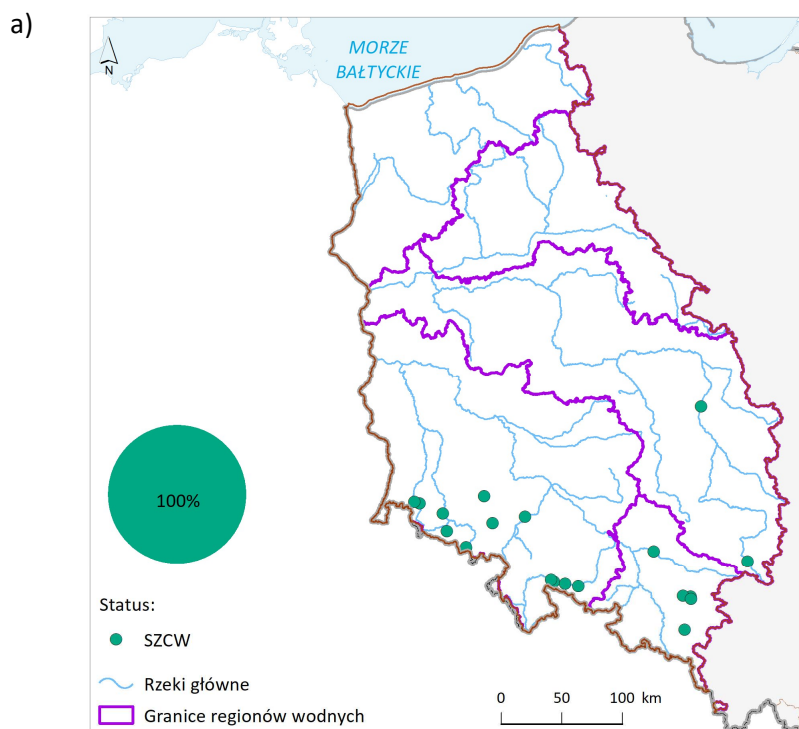 a)
MORZE
BAŁTYCKIE
N
100%
Status:
SZCW
Rzeki główne
Granice regionów wodnych
0 50 100 km